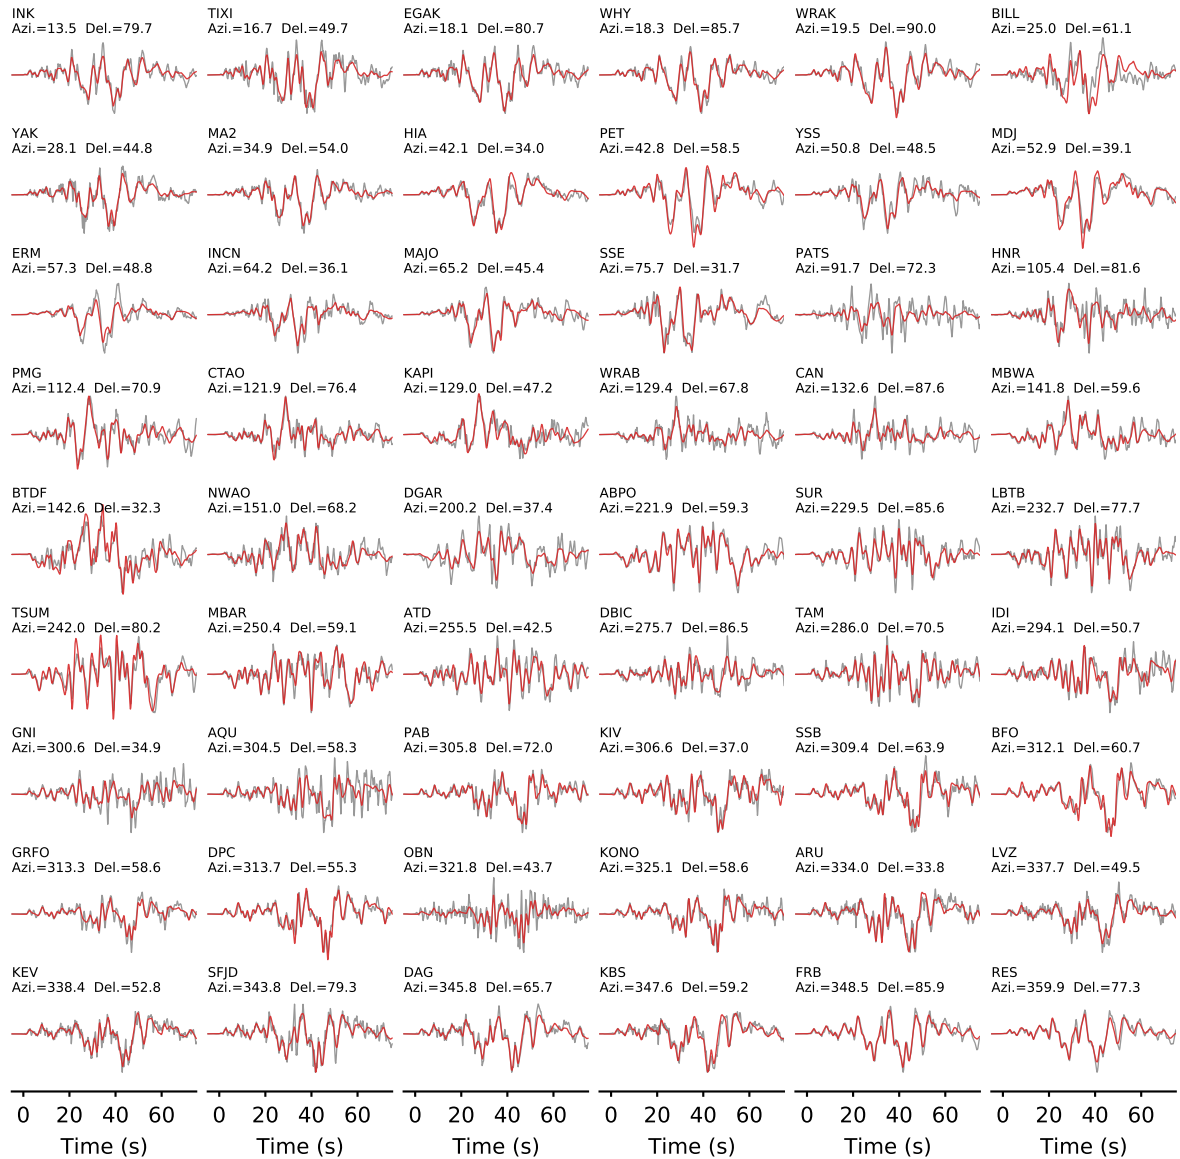 INK TIXI EGAK WHY WRAK BILL
Azi.=13.5 Del.=79.7 Azi.=16.7 Del.=49.7 Azi.=18.1 Del.=80.7 Azi.=18.3 Del.=85.7 Azi.=19.5 Del.=90.0 Azi.=25.0 Del.=61.1
YAK MA2 HIA PET YSS MDJ
Azi.=28.1 Del.=44.8 Azi.=34.9 Del.=54.0 Azi.=42.1 Del.=34.0 Azi.=42.8 Del.=58.5 Azi.=50.8 Del.=48.5 Azi.=52.9 Del.=39.1
ERM INCN MAJO SSE PATS HNR
Azi.=57.3 Del.=48.8 Azi.=64.2 Del.=36.1 Azi.=65.2 Del.=45.4 Azi.=75.7 Del.=31.7 Azi.=91.7 Del.=72.3 Azi.=105.4 Del.=81.6
PMG CTAO KAPI WRAB CAN MBWA
Azi.=112.4 Del.=70.9 Azi.=121.9 Del.=76.4 Azi.=129.0 Del.=47.2 Azi.=129.4 Del.=67.8 Azi.=132.6 Del.=87.6 Azi.=141.8 Del.=59.6
BTDF NWAO DGAR ABPO SUR LBTB
Azi.=142.6 Del.=32.3 Azi.=151.0 Del.=68.2 Azi.=200.2 Del.=37.4 Azi.=221.9 Del.=59.3 Azi.=229.5 Del.=85.6 Azi.=232.7 Del.=77.7
TSUM MBAR ATD DBIC TAM IDI
Azi.=242.0 Del.=80.2 Azi.=250.4 Del.=59.1 Azi.=255.5 Del.=42.5 Azi.=275.7 Del.=86.5 Azi.=286.0 Del.=70.5 Azi.=294.1 Del.=50.7
GNI AQU PAB KIV SSB BFO
Azi.=300.6 Del.=34.9 Azi.=304.5 Del.=58.3 Azi.=305.8 Del.=72.0 Azi.=306.6 Del.=37.0 Azi.=309.4 Del.=63.9 Azi.=312.1 Del.=60.7
GRFO DPC OBN KONO ARU LVZ
Azi.=313.3 Del.=58.6 Azi.=313.7 Del.=55.3 Azi.=321.8 Del.=43.7 Azi.=325.1 Del.=58.6 Azi.=334.0 Del.=33.8 Azi.=337.7 Del.=49.5
KEV SFJD DAG KBS FRB RES
Azi.=338.4 Del.=52.8 Azi.=343.8 Del.=79.3 Azi.=345.8 Del.=65.7 Azi.=347.6 Del.=59.2 Azi.=348.5 Del.=85.9 Azi.=359.9 Del.=77.3
0 20 40 60 0 20 40 60 0 20 40 60 0 20 40 60 0 20 40 60 0 20 40 60
Time (s) Time (s) Time (s) Time (s) Time (s) Time (s)